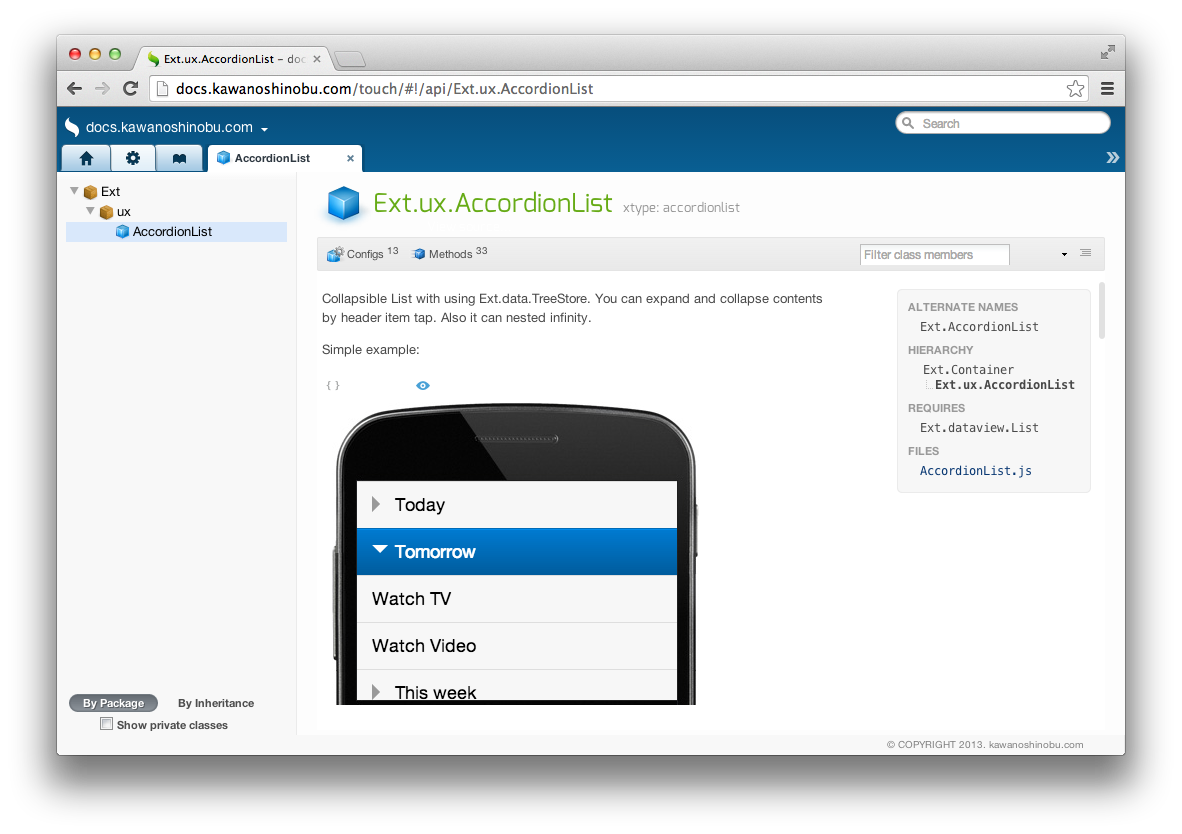 Ext.ux.AccordionList – doc
docs.kawanoshinobu.com/touch/#!/api/Ext.ux.AccordionList
docs.kawanoshinobu.com
Search
AccordionList
Ext
ux
AccordionList
By Package By Inheritance
Show private classes
Ext.ux.AccordionList xtype: accordionlist
Configs 13 Methods 33
Filter class members
Collapsible List with using Ext.data.TreeStore. You can expand and collapse contents
by header item tap. Also it can nested infinity.
Simple example:
{ }
Today
Tomorrow
Watch TV
Watch Video
This week
ALTERNATE NAMES
Ext.AccordionList
HIERARCHY
Ext.Container
Ext.ux.AccordionList
REQUIRES
Ext.dataview.List
FILES
AccordionList.js
© COPYRIGHT 2013. kawanoshinobu.com